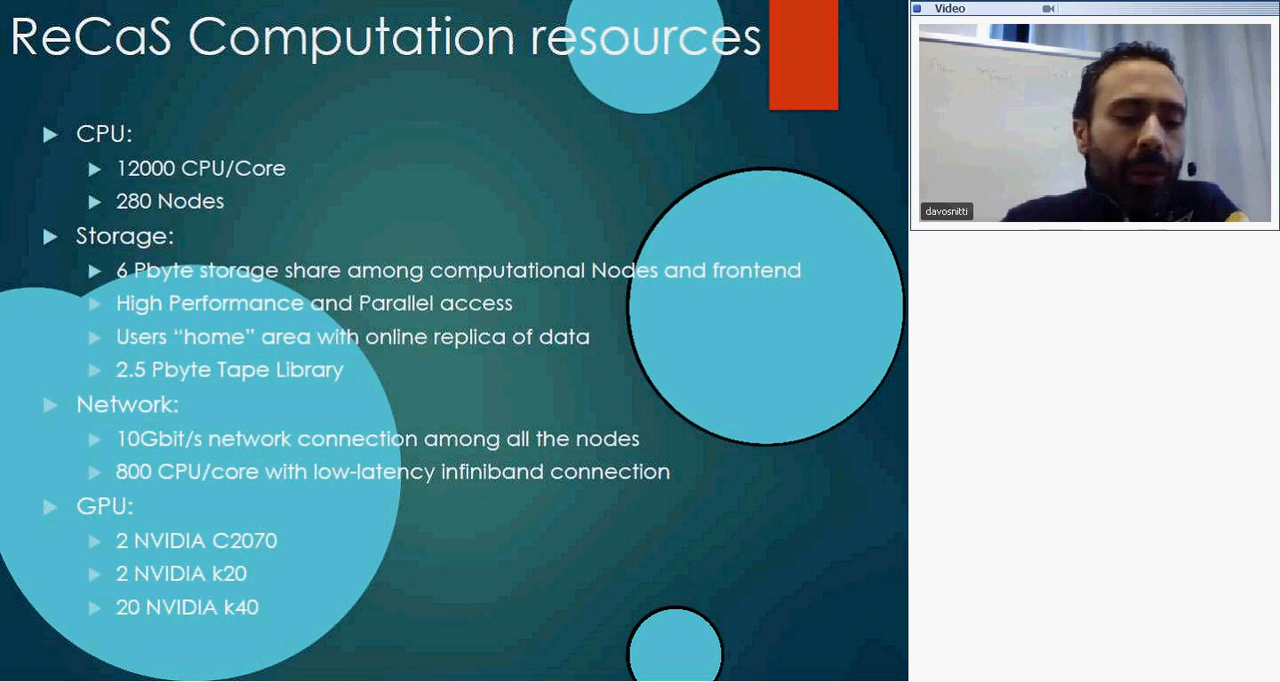 ReCaS Computation resources
CPU:
12000 CPU/Core
280 Nodes
Storage:
6 Pbyte storage share among computational Nodes and frontend
High Performance and Parallel access
Users “home” area with online replica of data
2.5 Pbyte Tape Library
Network:
10Gbit/s network connection among all the nodes
800 CPU/core with low-latency infiniband connection
GPU:
2 NVIDIA C2070
2 NVIDIA k20
20 NVIDIA k40
Video
davosnitti